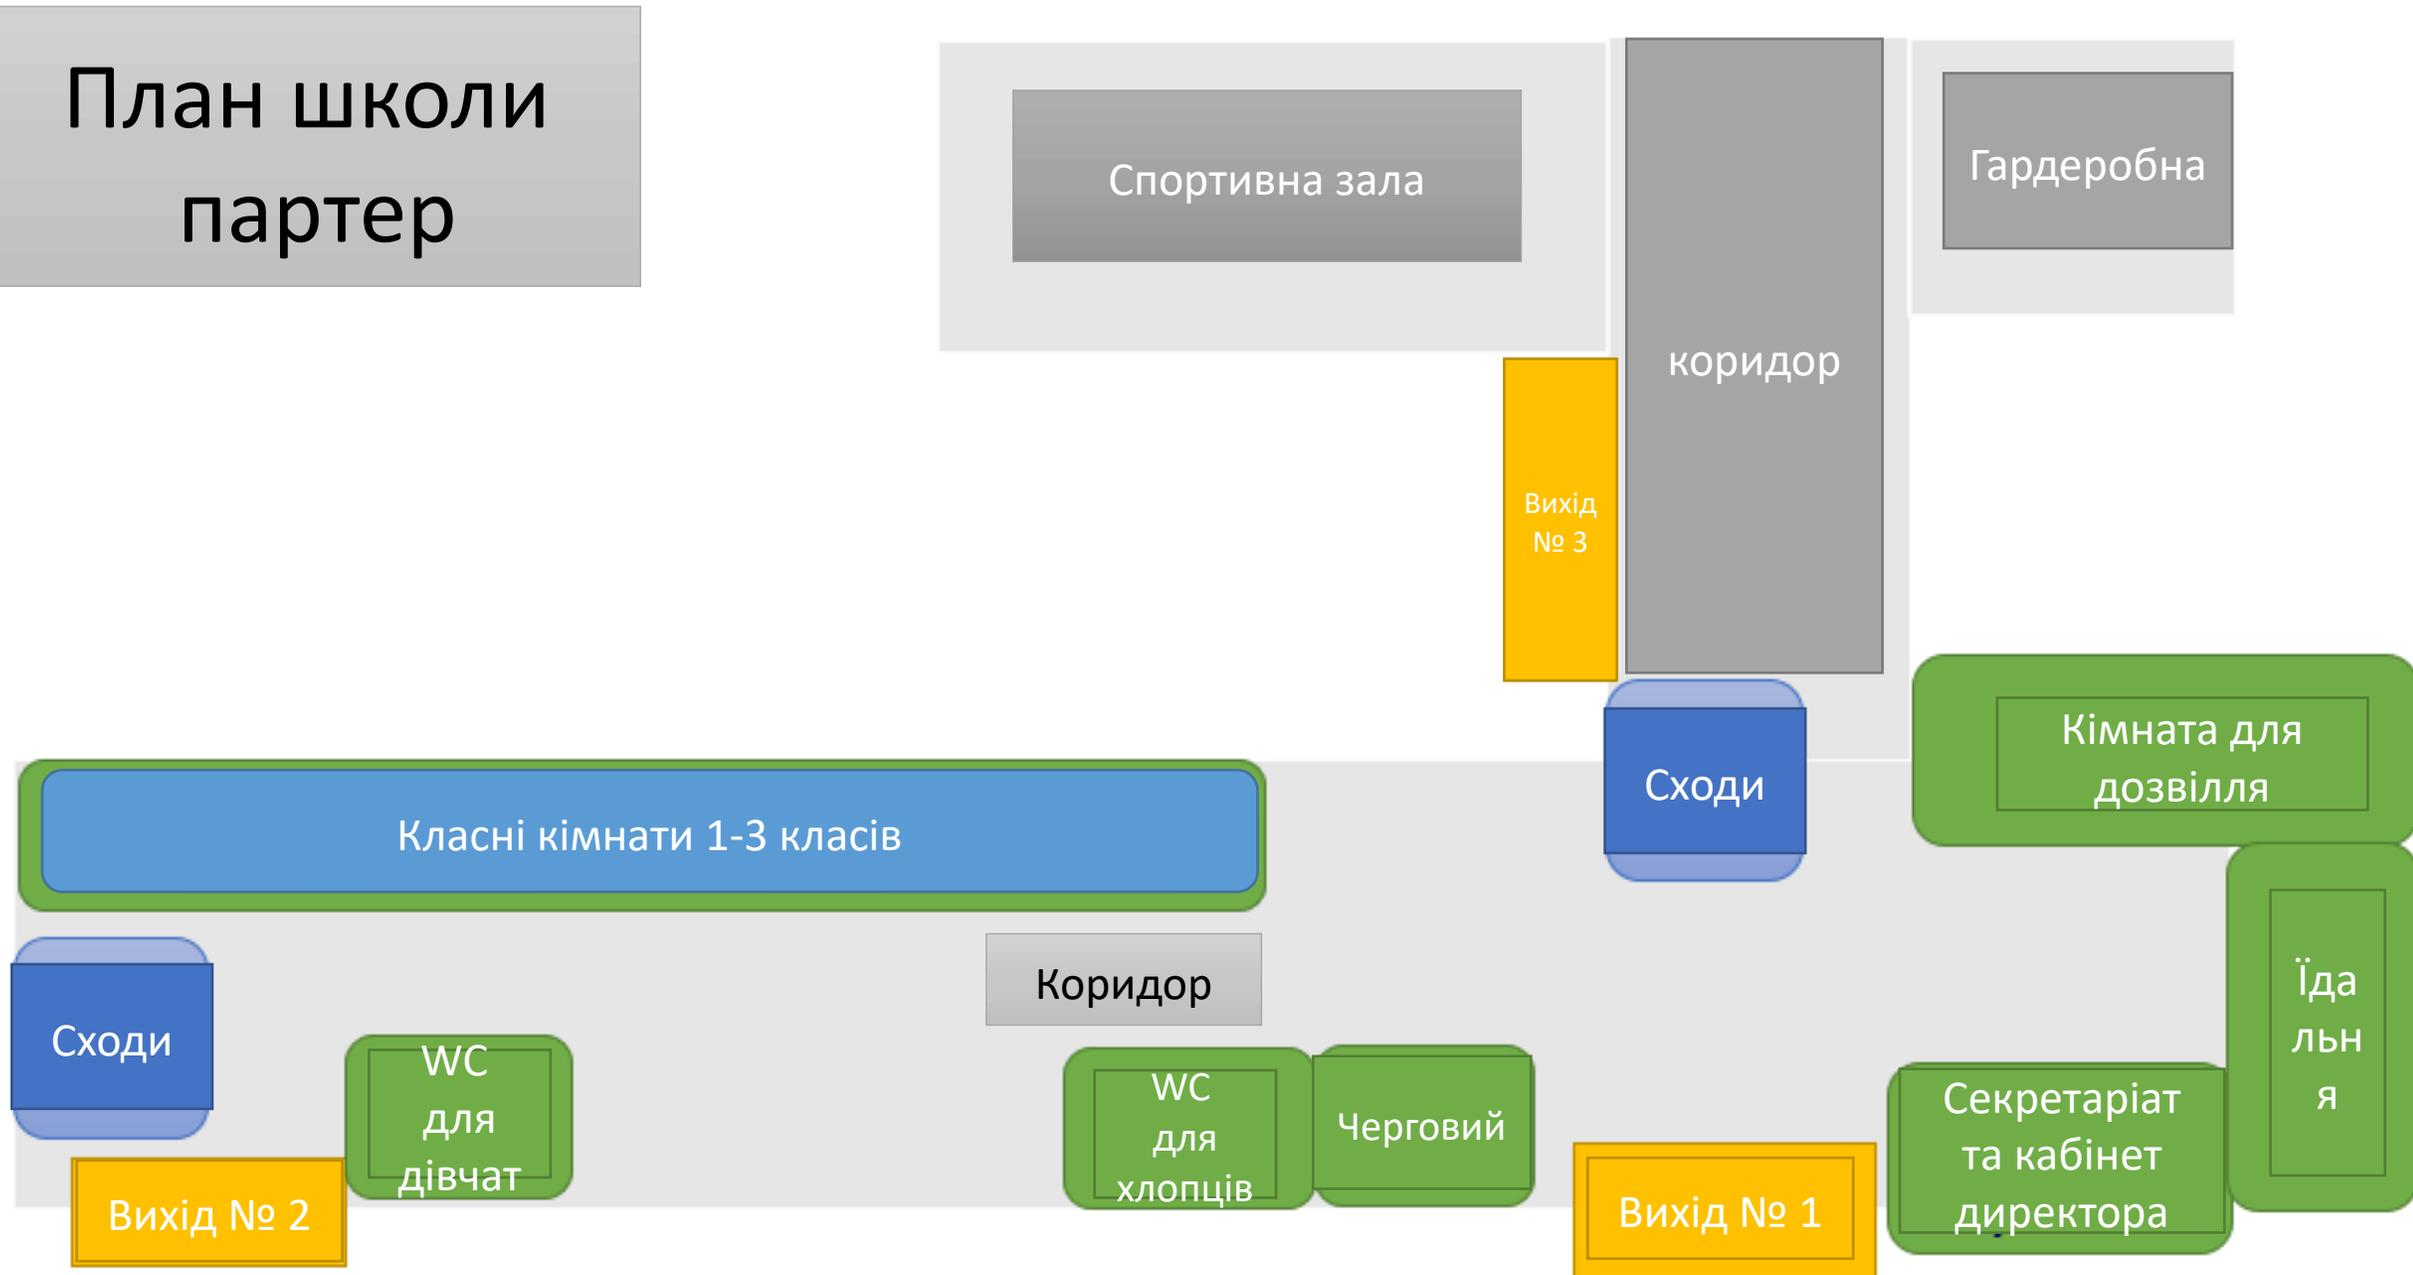 План школи
партер
Спортивна зала
Гардеробна
коридор
Вихід
№ 3
Сходи
Кімната для
дозвілля
Класні кімнати 1-3 класів
Коридор
Їда
льн
я
Сходи
WC
для
дівчат
WC
для
хлопців
Черговий
Секретаріат
та кабінет
директора
Вихід № 2
Вихід № 1